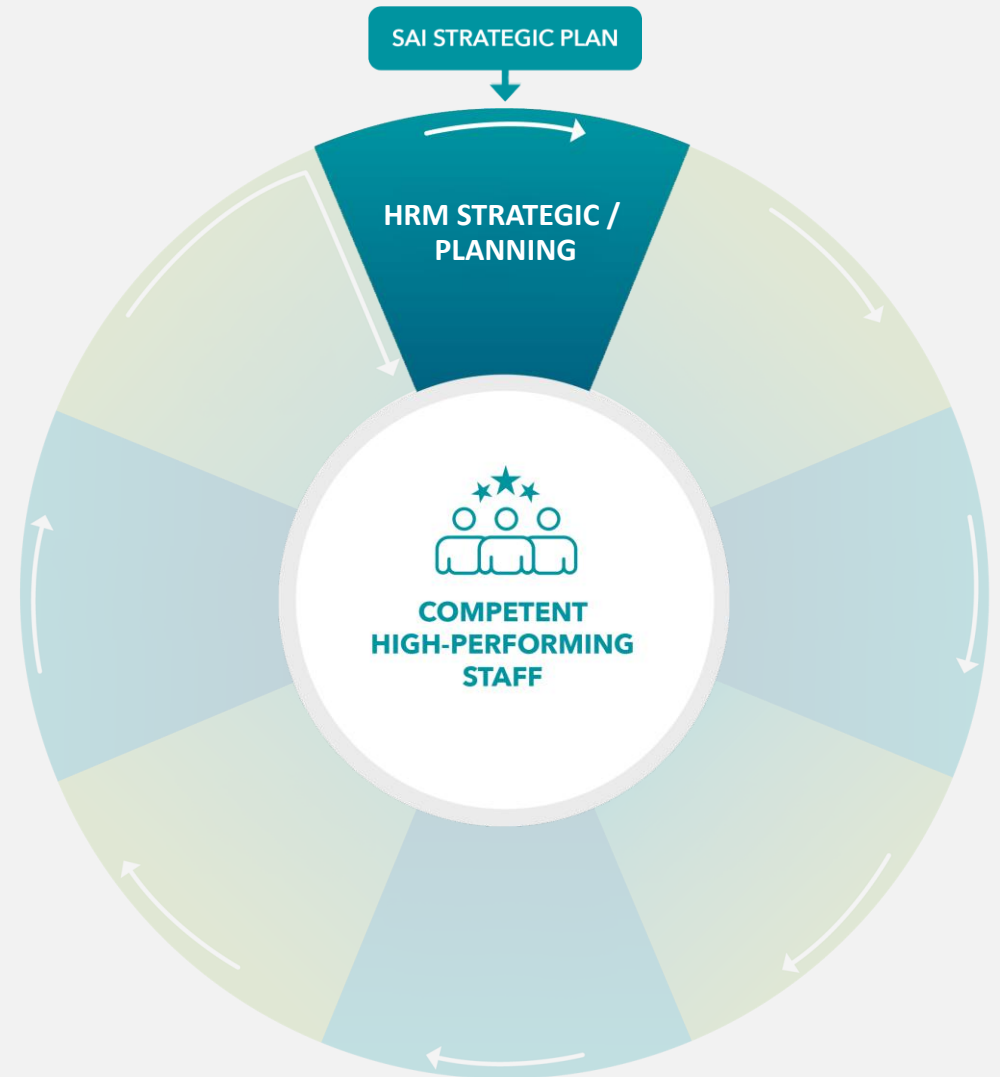 SAI STRATEGIC PLAN
HRM STRATEGIC /
PLANNING
COMPETENT
HIGH-PERFORMING
STAFF